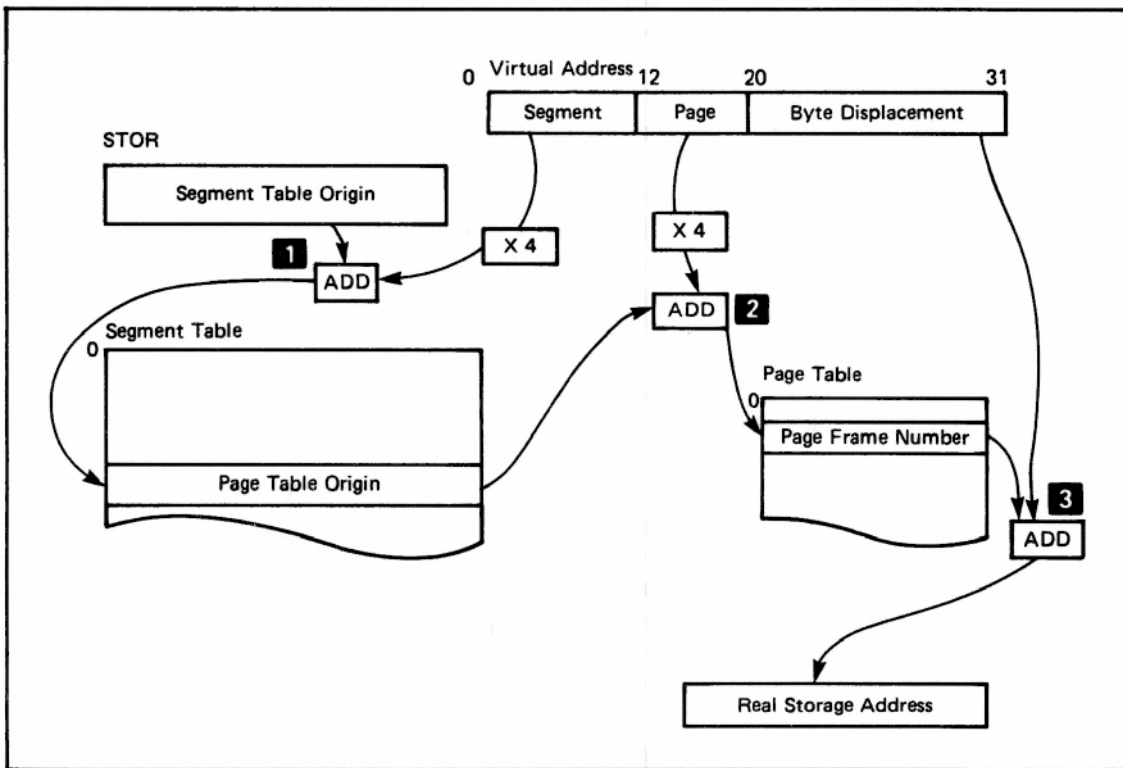 Virtual Address
0 12 20 31
Segment Page Byte Displacement
STOR
Segment Table Origin
X 4 X 4
1
ADD
ADD 2
Segment Table
0
Page Table
0
Page Frame Number
Page Table Origin
3
ADD
Real Storage Address